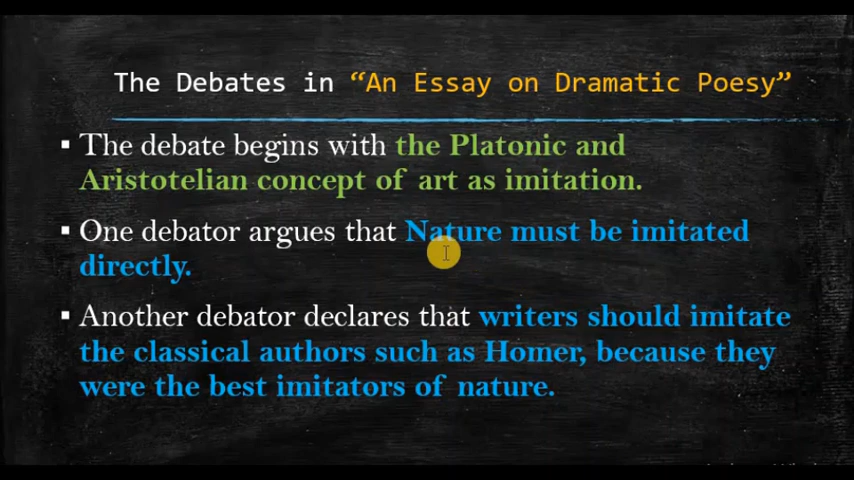 The Debates in “An Essay on Dramatic Poesy”
▪ The debate begins with the Platonic and
Aristotelian concept of art as imitation.
▪ One debator argues that Nature must be imitated
directly.
▪ Another debator declares that writers should imitate
the classical authors such as Homer, because they
were the best imitators of nature.